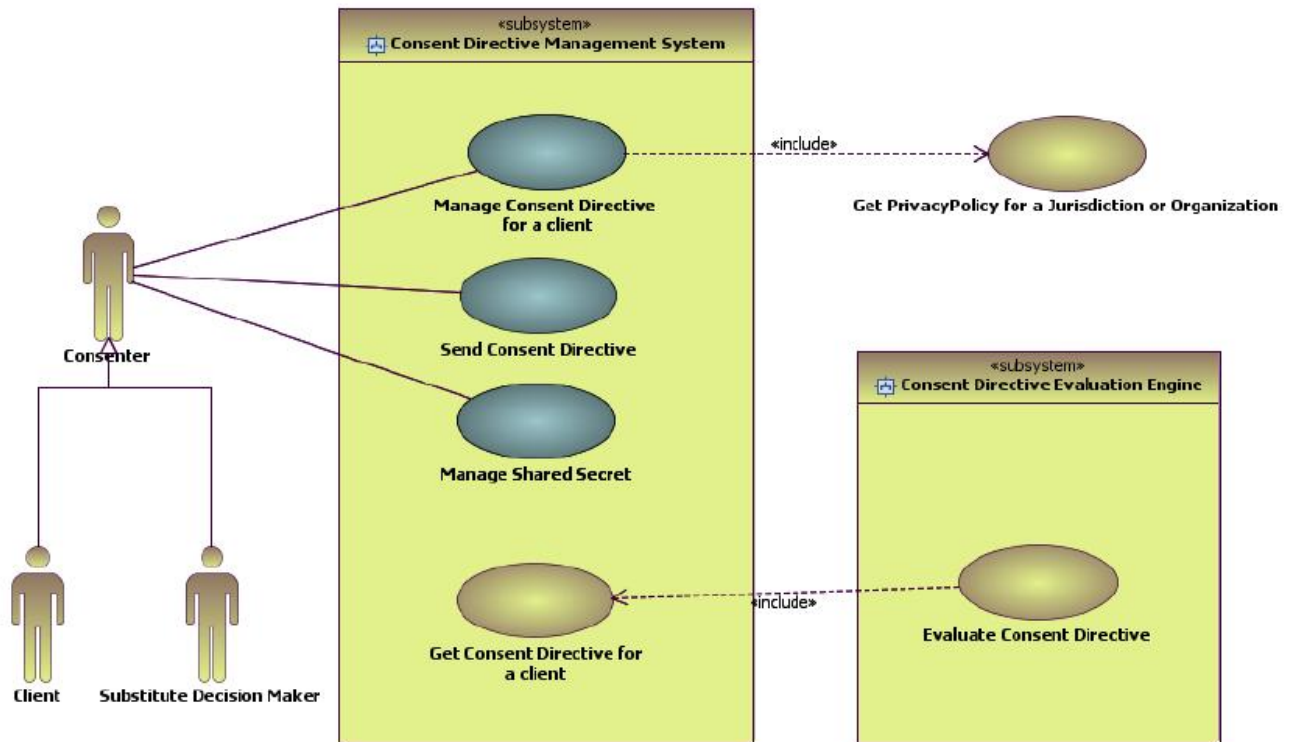 «subsystem»
Consent Directive Management System
«include»
Manage Consent Directive
for a client
Get PrivacyPolicy for a Jurisdiction or Organization
Send Consent Directive
Consenter
«subsystem»
Consent Directive Evaluation Engine
Manage Shared Secret
«include»
Evaluate Consent Directive
Get Consent Directive for
a client
Client
Substitute Decision Maker